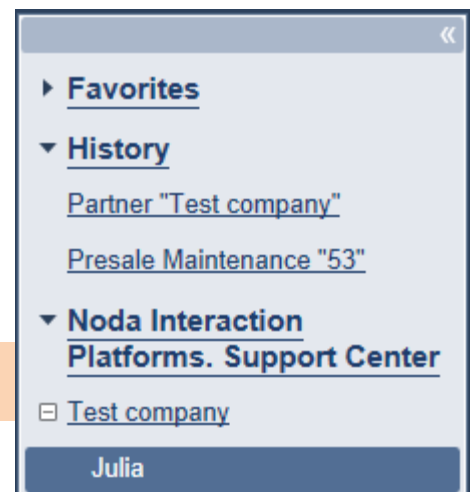 «
Favorites
History
Partner "Test company"
Presale Maintenance "53"
Noda Interaction
Platforms. Support Center
Test company
Julia